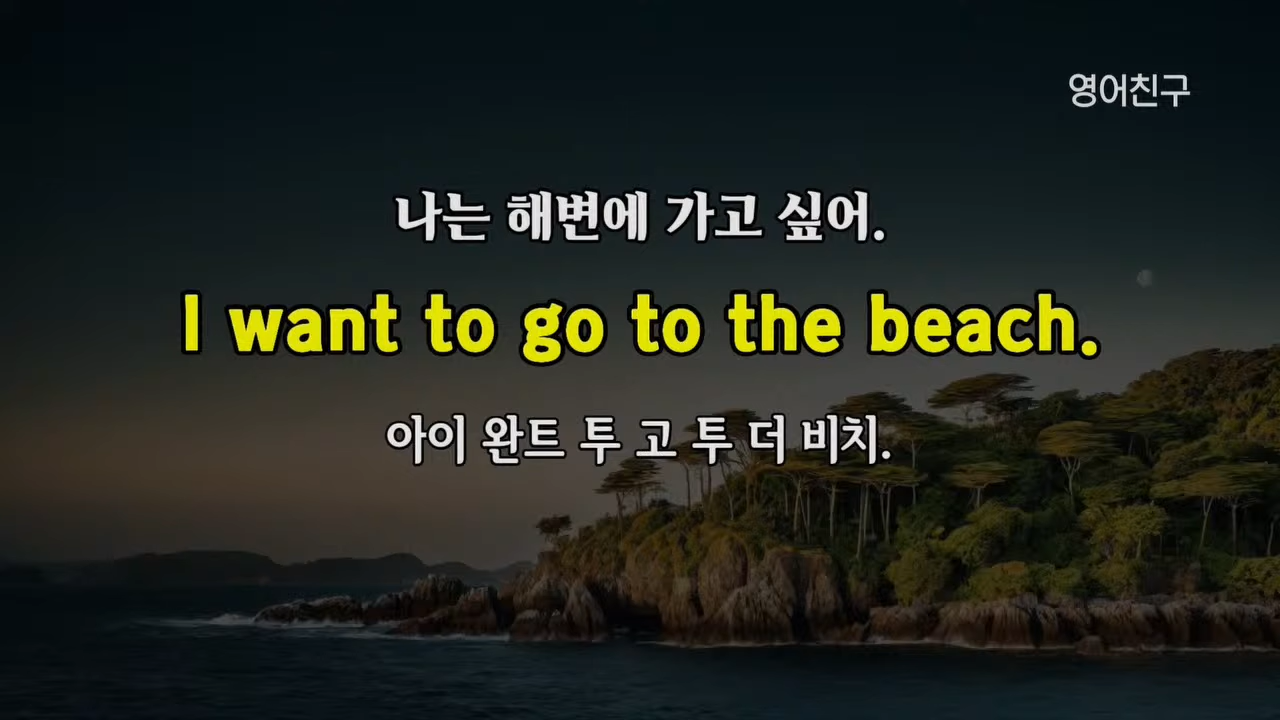 영어친구
나는 해변에 가고 싶어.
I want to go to the beach.
아이 완트 투 고 투 더 비치.